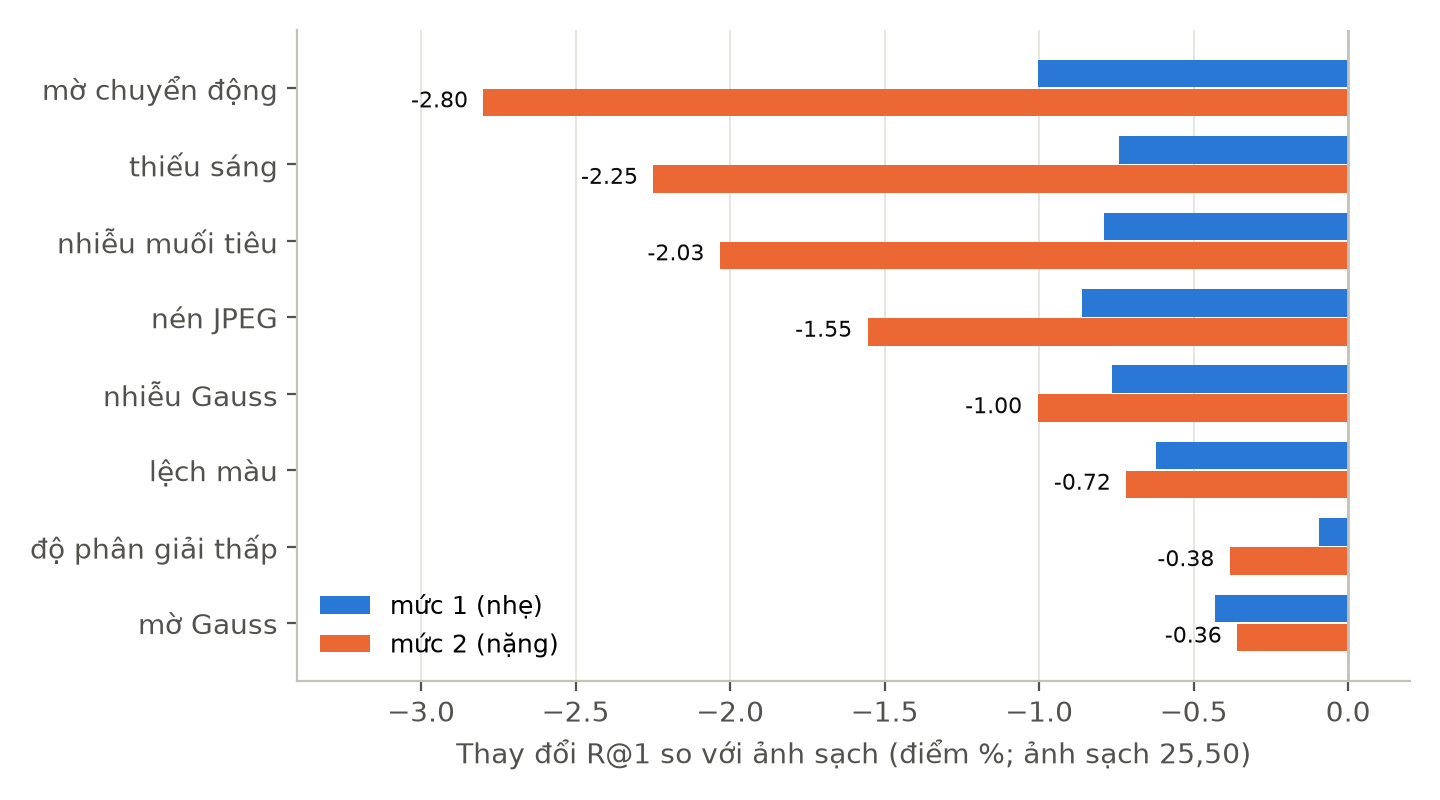 mờ chuyển động
-2.80
thiếu sáng
-2.25
nhiễu muối tiêu
-2.03
nén JPEG
-1.55
nhiễu Gauss
-1.00
lệch màu
-0.72
độ phân giải thấp
-0.38
mờ Gauss
-0.36
mức 1 (nhẹ)
mức 2 (nặng)
−3.0 −2.5 −2.0 −1.5 −1.0 −0.5 0.0
Thay đổi R@1 so với ảnh sạch (điểm %; ảnh sạch 25,50)